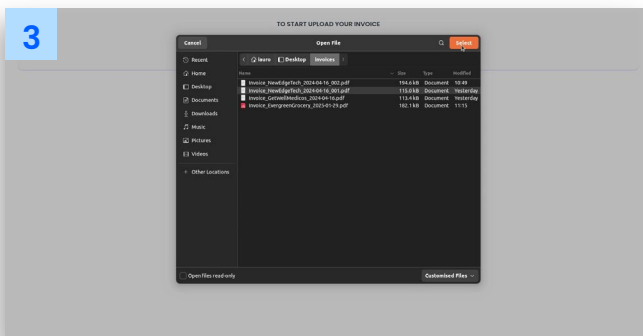 3
TO START UPLOAD YOUR INVOICE
Cancel Open File Select
Recent
Home
Desktop
Documents
Downloads
Music
Pictures
Videos
Other Locations
leure Desktop Invoices
Name Size Type Modified
Invoice_NewEdgeTech_2024-04-16_002.pdf 194.6 kB Document 10:49
Invoice_NewEdgeTech_2024-04-16_001.pdf 115.0 kB Document Yesterday
Invoice_GetWellMedicos_2024-04-16.pdf 113.4 kB Document Yesterday
Invoice_EvergreenGrocery_2025-01-29.pdf 182.1 kB Document 11:15
Open files read-only Customised Files